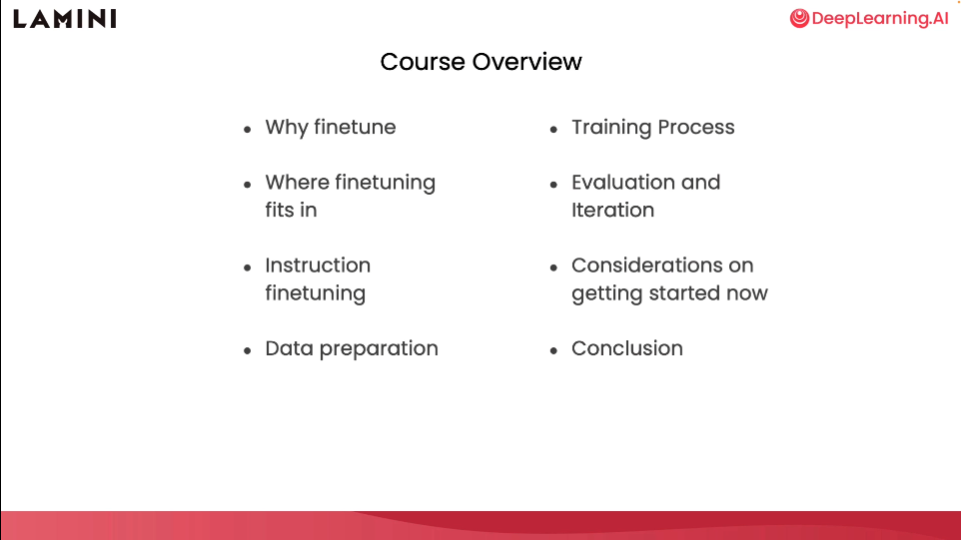 LAMINI
DeepLearning.AI
Course Overview
• Why finetune
• Where finetuning
fits in
• Instruction
finetuning
• Data preparation
• Training Process
• Evaluation and
Iteration
• Considerations on
getting started now
• Conclusion